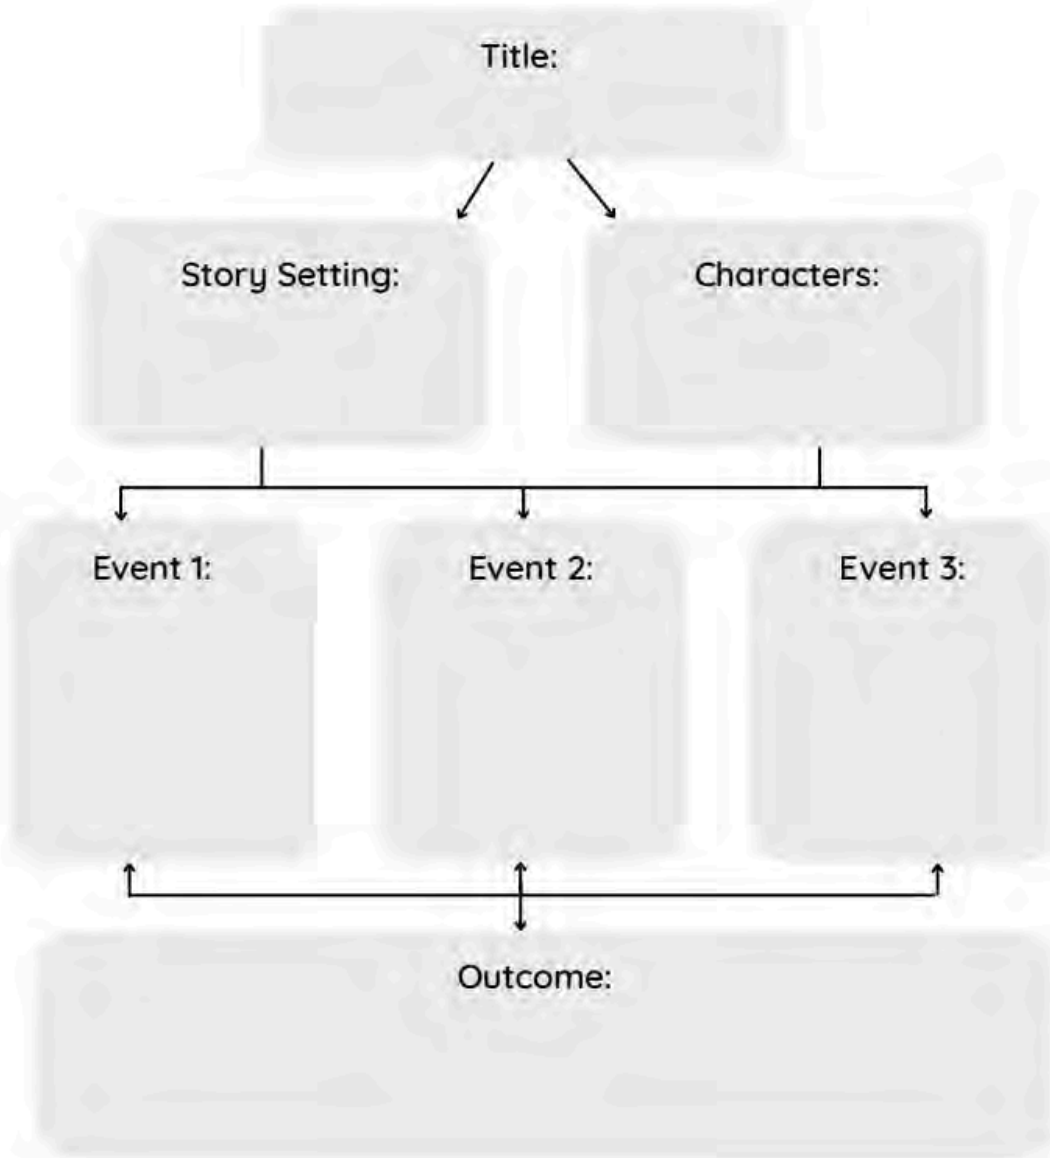 Title:
Story Setting:
Characters:
Event 1:
Event 2:
Event 3:
Outcome: